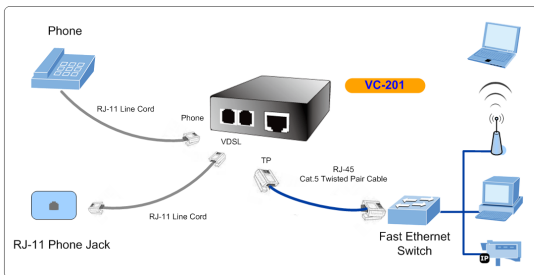 Phone
VC-201
RJ-11 Line Cord
Phone
VDSL
TP
RJ-45
Cat.5 Twisted Pair Cable
RJ-11 Line Cord
RJ-11 Phone Jack
Fast Ethernet
Switch
IP